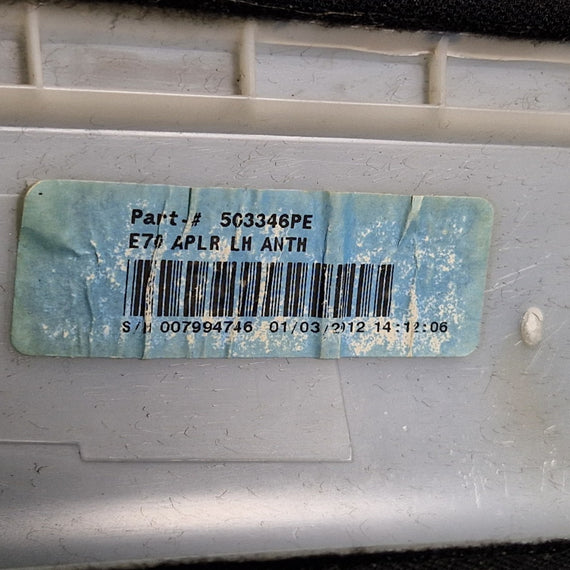 Part-# 503346PE
E70 APLR LH ANTH
S/N 007994746 01/03/2012 14:12:06